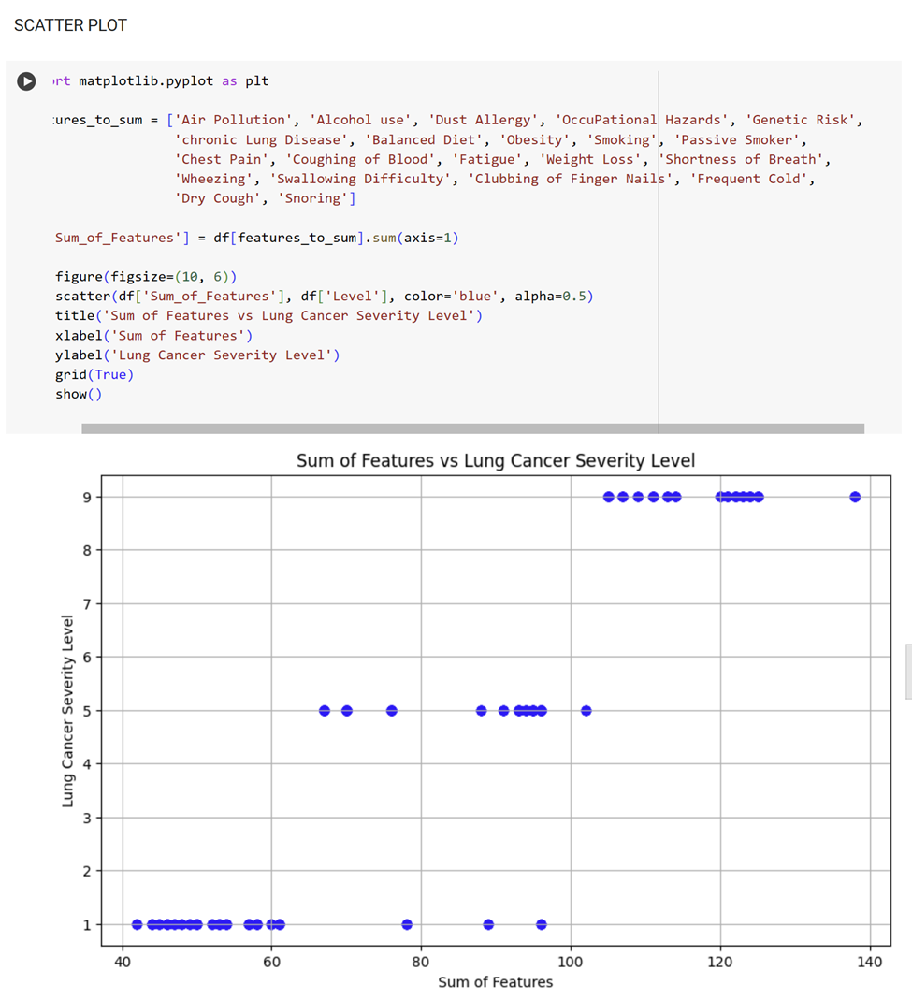 SCATTER PLOT
rt matplotlib.pyplot as plt
ures_to_sum = ['Air Pollution', 'Alcohol use', 'Dust Allergy', 'OccuPational Hazards', 'Genetic Risk',
'chronic Lung Disease', 'Balanced Diet', 'Obesity', 'Smoking', 'Passive Smoker',
'Chest Pain', 'Coughing of Blood', 'Fatigue', 'Weight Loss', 'Shortness of Breath',
'Wheezing', 'Swallowing Difficulty', 'Clubbing of Finger Nails', 'Frequent Cold',
'Dry Cough', 'Snoring']
Sum_of_Features'] = df[features_to_sum].sum(axis=1)
figure(figsize=(10, 6))
scatter(df['Sum_of_Features'], df['Level'], color='blue', alpha=0.5)
title('Sum of Features vs Lung Cancer Severity Level')
xlabel('Sum of Features')
ylabel('Lung Cancer Severity Level')
grid(True)
show()
Sum of Features vs Lung Cancer Severity Level
9
8
7
6
5
4
3
2
1
Lung Cancer Severity Level
40 60 80 100 120 140
Sum of Features